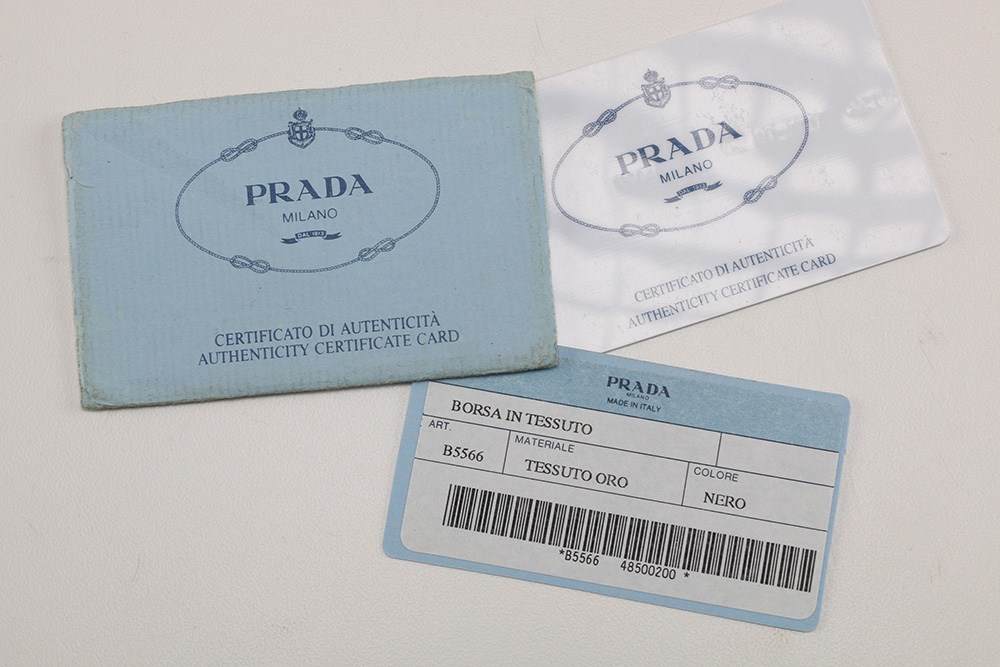 PRADA
MILANO
DAL 1913
CERTIFICATO DI AUTENTICITÀ
AUTHENTICITY CERTIFICATE CARD
PRADA
MILANO
DAL 1913
CERTIFICATO DI AUTENTICITÀ
AUTHENTICITY CERTIFICATE CARD
PRADA
MILANO
MADE IN ITALY
BORSA IN TESSUTO
ART. MATERIALE COLORE
B5566 TESSUTO ORO NERO
*B5566 48500200 *